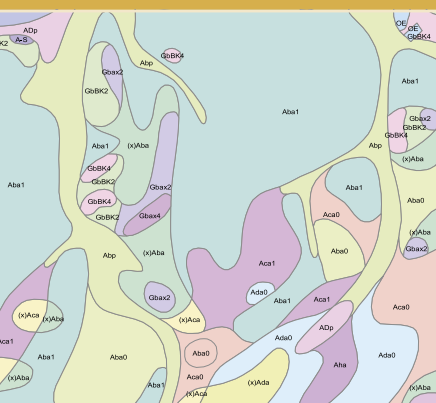 ADp
A-S
K2
Abp
GbBK4
OE
OE
GbBK4
Gbax2
GbBK2
Aba1
Aba1
Gbax2
GbBK2
GbBK4
Aba1
(x)Aba
Abp
(x)Aba
GbBK4
GbBK2
Aba1
Gbax2
Aba1
GbBK4
GbBK2
Gbax4
Aca0
Aba0
(x)Aba
Gbax2
Abp
(x)Aba
Aba0
Aca1
Gbax2
Ada0
Aba1
Aca1
Aca0
(x)Aca
(x)Aba
(x)Aca
ADp
Aca1
Ada0
Aba1
Aba0
Aba0
Aha
Ada0
(x)Aba
Aba1
Aca0
(x)Ada
(x)Aca
(x)Aba